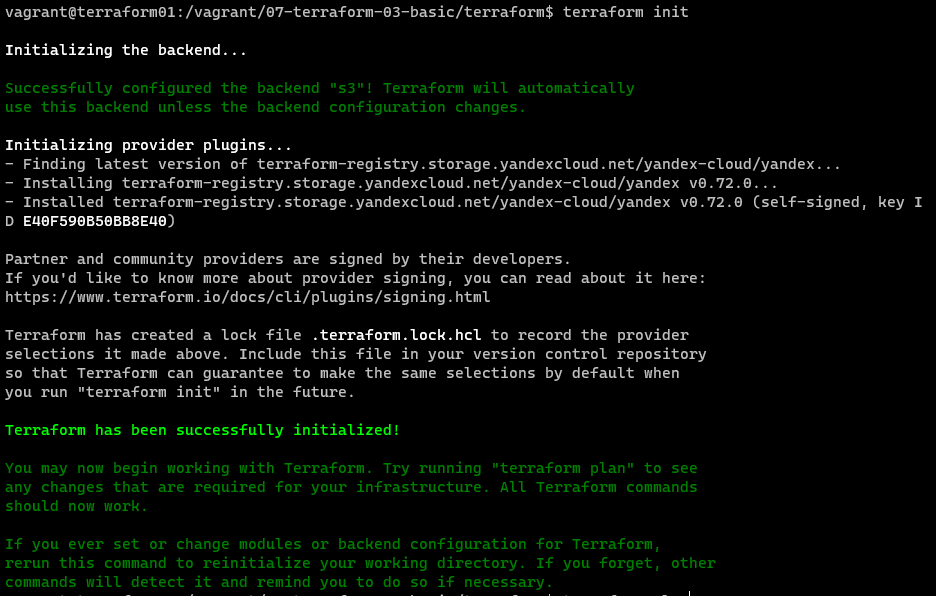 vagrant@terraform01:/vagrant/07-terraform-03-basic/terraform$ terraform init
Initializing the backend...
Successfully configured the backend "s3"! Terraform will automatically
use this backend unless the backend configuration changes.
Initializing provider plugins...
- Finding latest version of terraform-registry.storage.yandexcloud.net/yandex-cloud/yandex...
- Installing terraform-registry.storage.yandexcloud.net/yandex-cloud/yandex v0.72.0...
- Installed terraform-registry.storage.yandexcloud.net/yandex-cloud/yandex v0.72.0 (self-signed, key I
D E40F590B50BB8E40)
Partner and community providers are signed by their developers.
If you'd like to know more about provider signing, you can read about it here:
https://www.terraform.io/docs/cli/plugins/signing.html
Terraform has created a lock file .terraform.lock.hcl to record the provider
selections it made above. Include this file in your version control repository
so that Terraform can guarantee to make the same selections by default when
you run "terraform init" in the future.
Terraform has been successfully initialized!
You may now begin working with Terraform. Try running "terraform plan" to see
any changes that are required for your infrastructure. All Terraform commands
should now work.
If you ever set or change modules or backend configuration for Terraform,
rerun this command to reinitialize your working directory. If you forget, other
commands will detect it and remind you to do so if necessary.